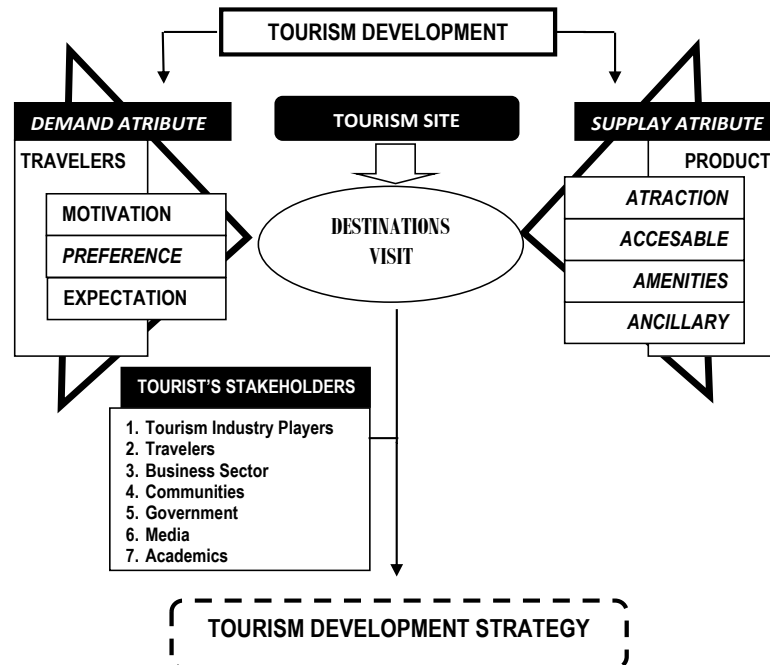 TOURISM DEVELOPMENT
DEMAND ATRIBUTE
TRAVELERS
MOTIVATION
PREFERENCE
EXPECTATION
TOURISM SITE
DESTINATIONS
VISIT
SUPPLAY ATRIBUTE
PRODUCT
ATRACTION
ACCESABLE
AMENITIES
ANCILLARY
TOURIST'S STAKEHOLDERS
1. Tourism Industry Players
2. Travelers
3. Business Sector
4. Communities
5. Government
6. Media
7. Academics
TOURISM DEVELOPMENT STRATEGY